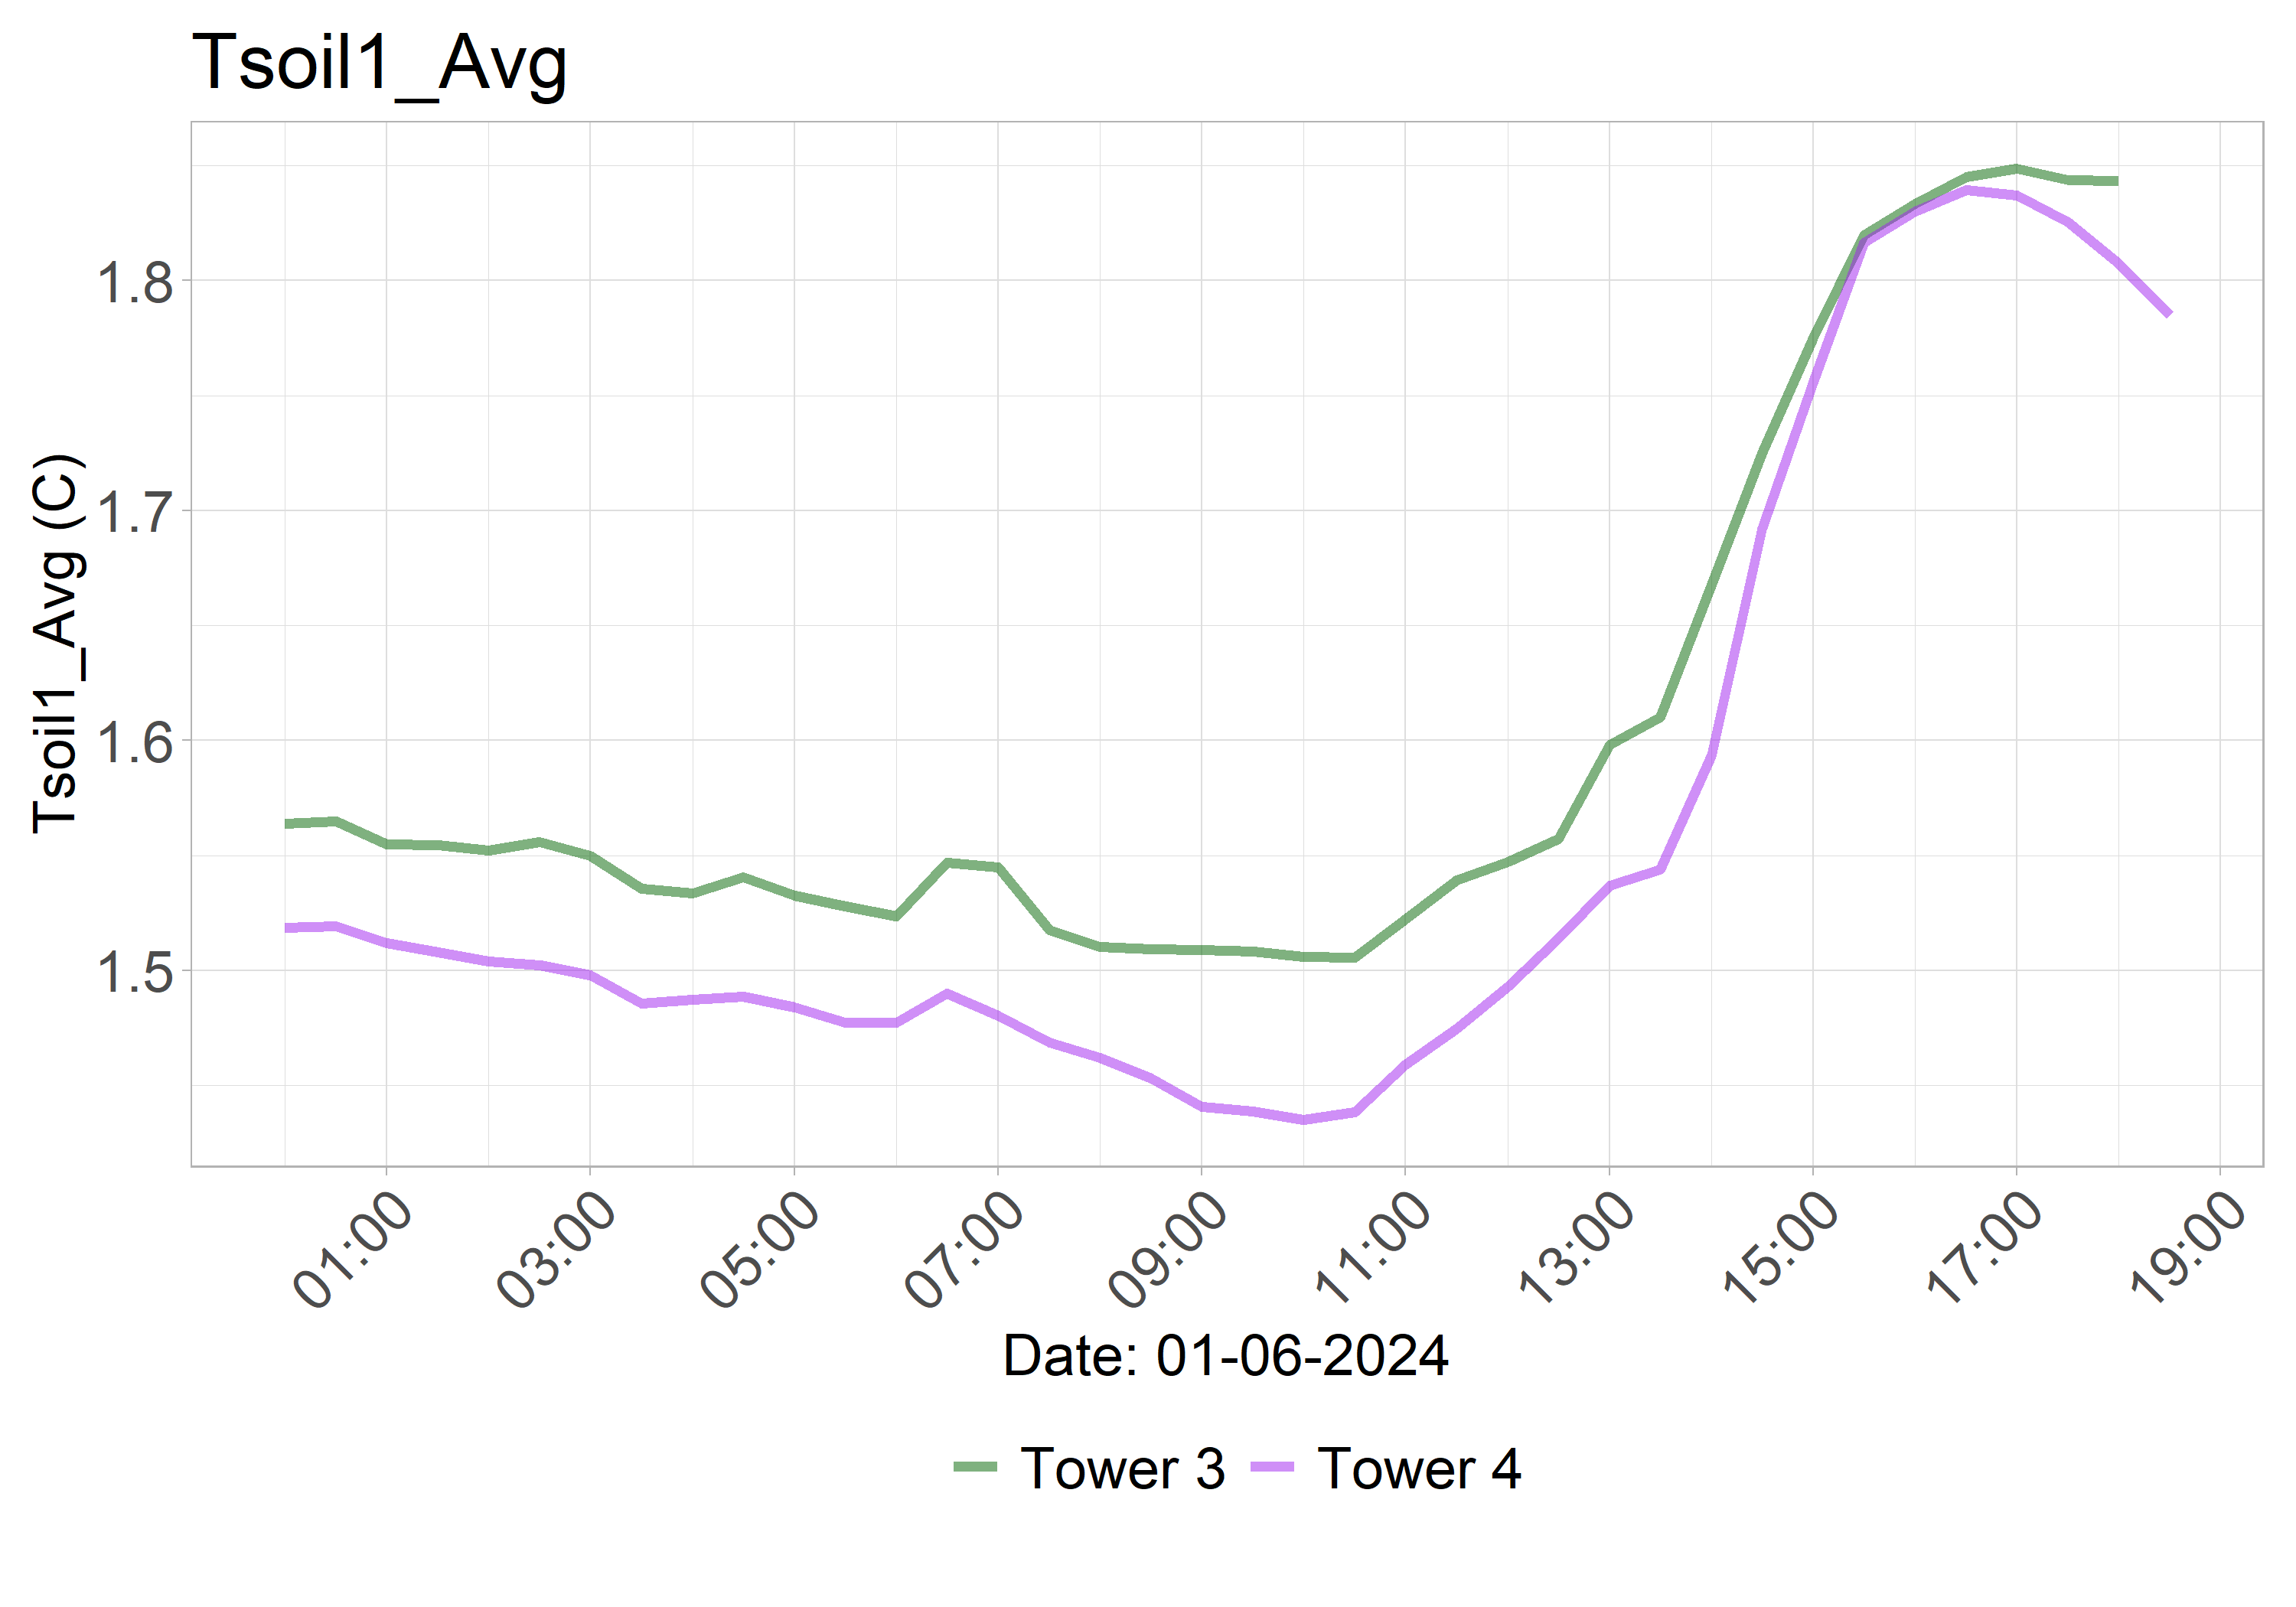 Tsoil1_Avg
Tsoil1_Avg (C)
1.8
1.7
1.6
1.5
01:00 03:00 05:00 07:00 09:00 11:00 13:00 15:00 17:00 19:00
Date: 01-06-2024
Tower 3 Tower 4